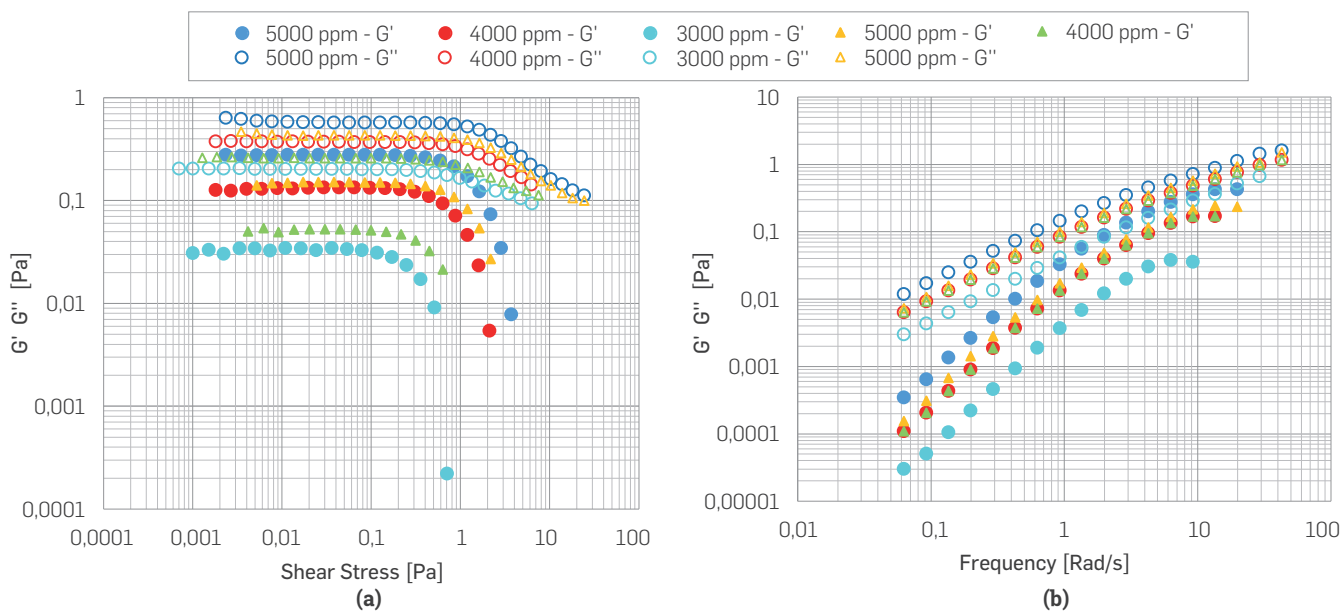 5000 ppm - G' 4000 ppm - G' 3000 ppm - G' 5000 ppm - G' 4000 ppm - G'
5000 ppm - G'' 4000 ppm - G'' 3000 ppm - G'' 5000 ppm - G''
1
0,1
0,01
0,001
0,0001
G' G'' [Pa]
0,0001 0,001 0,01 0,1 1 10 100
Shear Stress [Pa]
(a)
10
1
0,1
0,01
0,001
0,0001
0,00001
G' G'' [Pa]
0,01 0,1 1 10 100
Frequency [Rad/s]
(b)